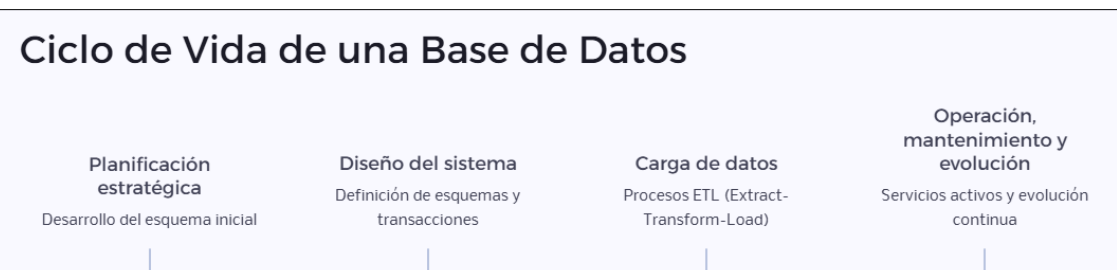 Ciclo de Vida de una Base de Datos
Planificación
estratégica
Desarrollo del esquema inicial
Diseño del sistema
Definición de esquemas y
transacciones
Carga de datos
Procesos ETL (Extract-
Transform-Load)
Operación,
mantenimiento y
evolución
Servicios activos y evolución
continua